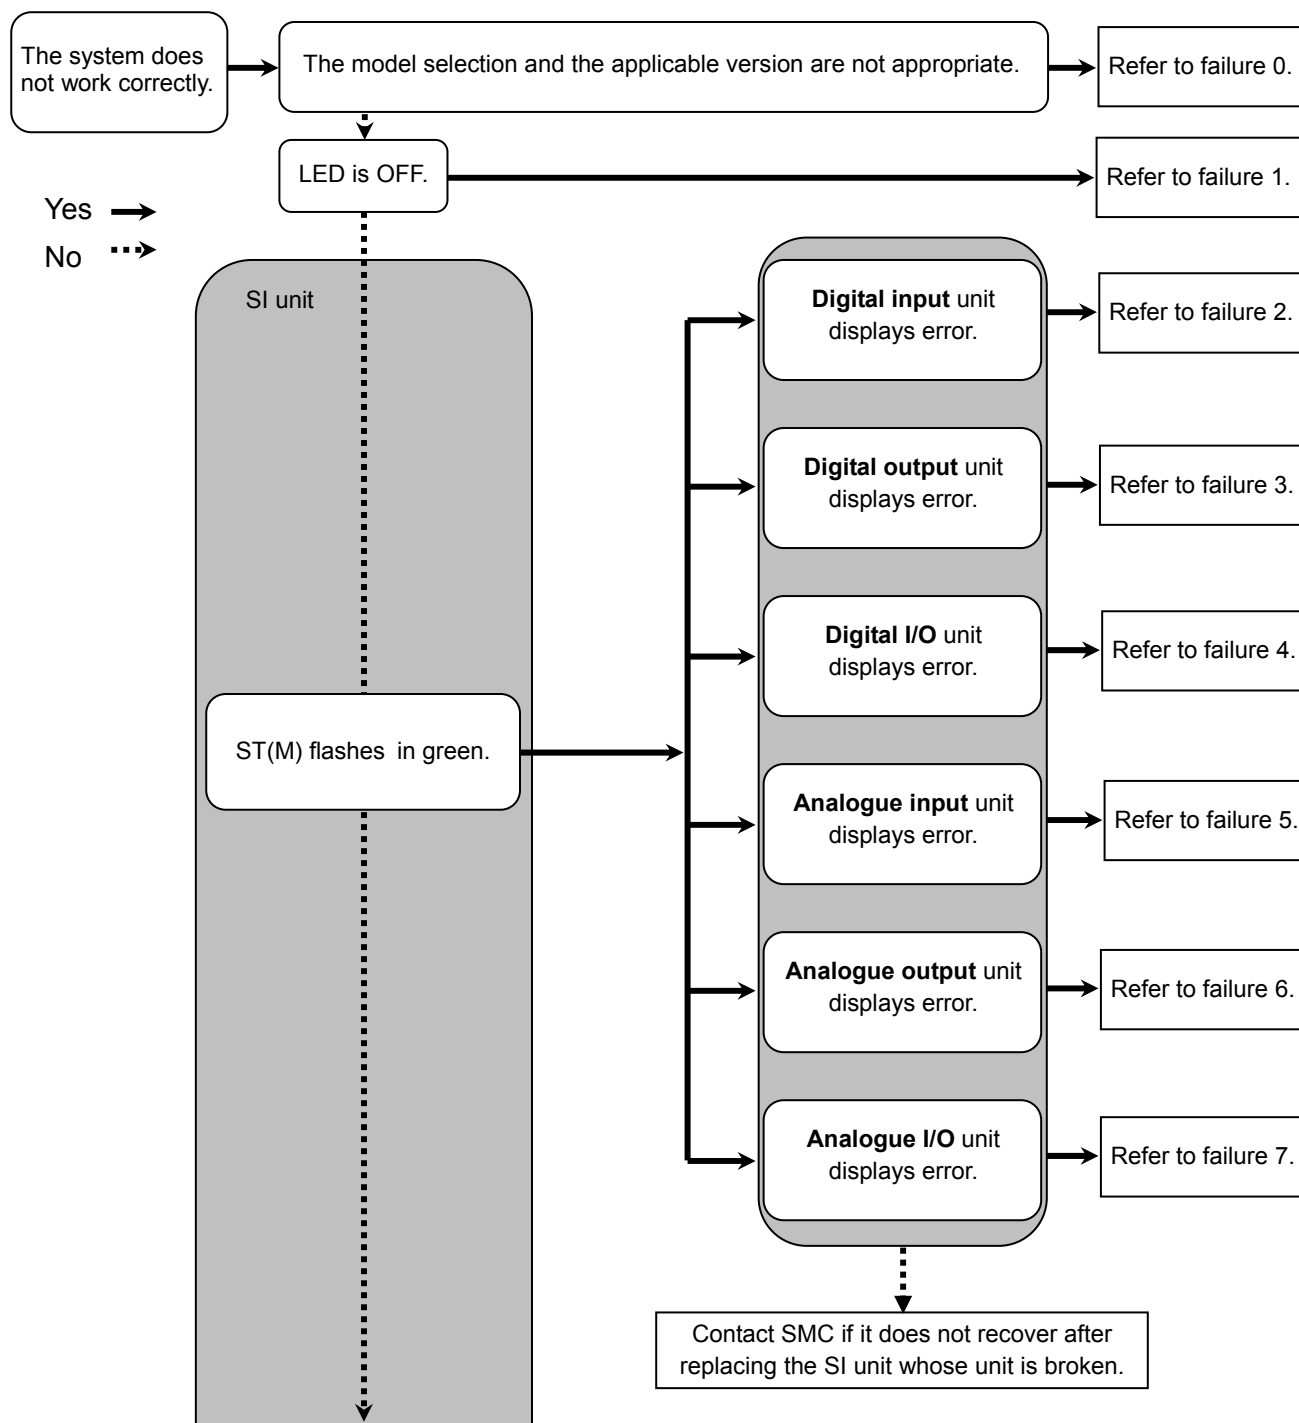 The system does
not work correctly.
The model selection and the applicable version are not appropriate.
Refer to failure 0.
LED is OFF.
Refer to failure 1.
Yes
No
SI unit
Digital input unit
displays error.
Refer to failure 2.
Digital output unit
displays error.
Refer to failure 3.
Digital I/O unit
displays error.
Refer to failure 4.
ST(M) flashes  in green.
Analogue input unit
displays error.
Refer to failure 5.
Analogue output unit
displays error.
Refer to failure 6.
Analogue I/O unit
displays error.
Refer to failure 7.
Contact SMC if it does not recover after
replacing the SI unit whose unit is broken.